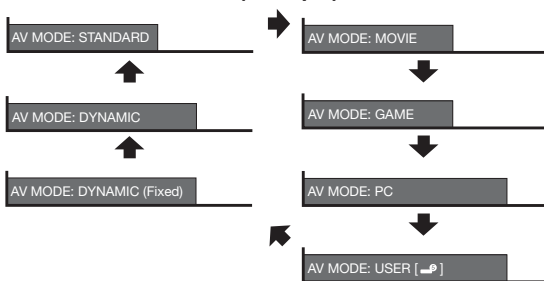 AV MODE: STANDARD
AV MODE: MOVIE
AV MODE: GAME
AV MODE: PC
AV MODE: USER [ ]
AV MODE: DYNAMIC (Fixed)
AV MODE: DYNAMIC